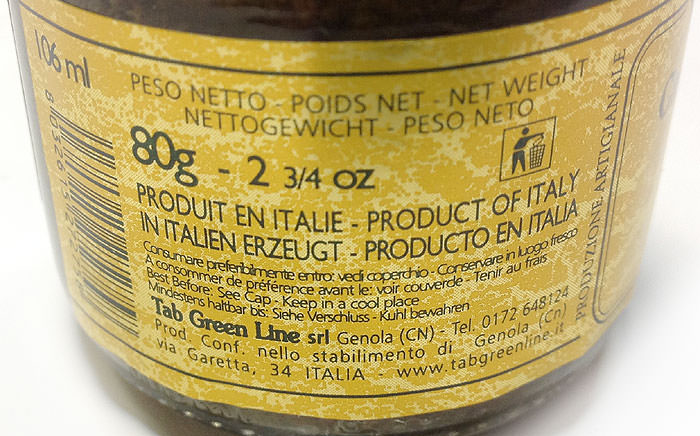 106 ml
PESO NETTO - POIDS NET - NET WEIGHT
NETTOGEWICHT - PESO NETO
80g - 2 3/4 OZ
PRODUIT EN ITALIE - PRODUCT OF ITALY
IN ITALIEN ERZEUGT - PRODUCTO EN ITALIA
Consumare preferibilmente entro: vedi coperchio - Conservare in luogo fresco
A consommer de préférence avant le: voir couverde - Tenir au frais
Best Before: See Cap - Keep in a cool place
Mindestens haltbar bis: Siehe Verschluss - Kuhl bewahren
Tab Green Line srl Genola (CN) - Tel. 0172 648124
Prod. Conf. nello stabilimento di Genola (Cn)
via Garetta, 34 ITALIA - www.tabgreenline.it
PRODUZIONE ARTIGIANALE